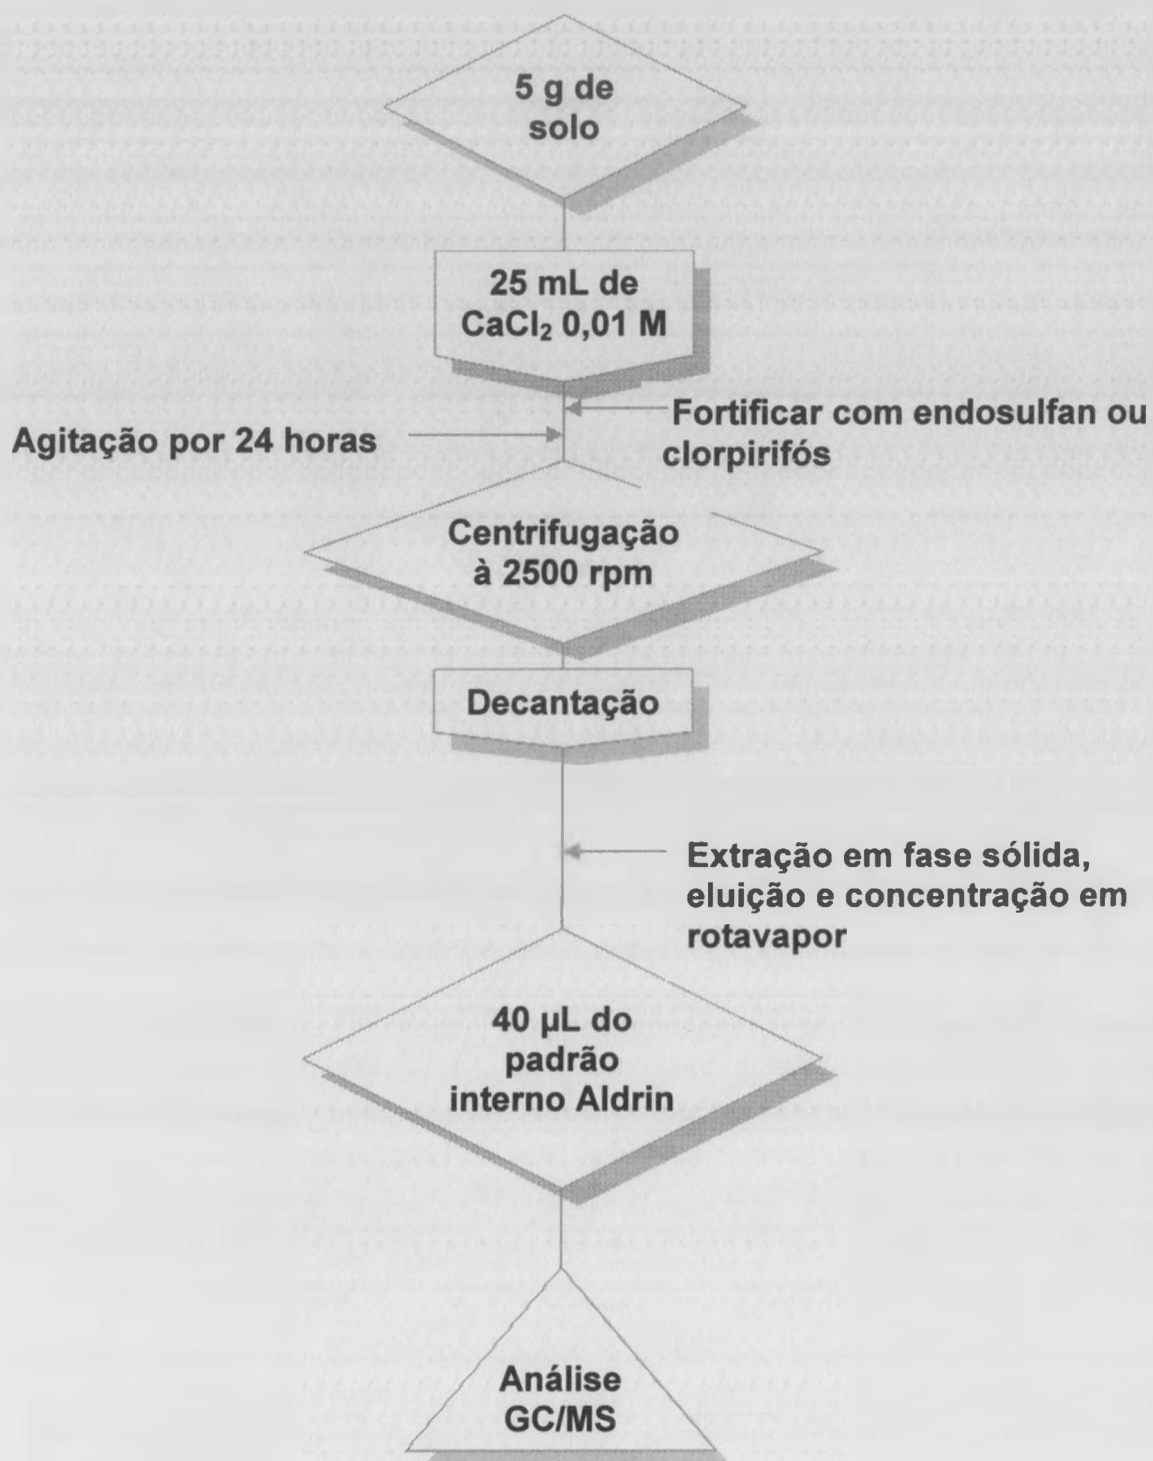 5 g de
solo
25 mL de
CaCl₂ 0,01 M
Fortificar com endosulfan ou
clorpirifós
Agitação por 24 horas
Centrifugação
à 2500 rpm
Decantação
Extração em fase sólida,
eluição e concentração em
rotavapor
40 µL do
padrão
interno Aldrin
Análise
GC/MS